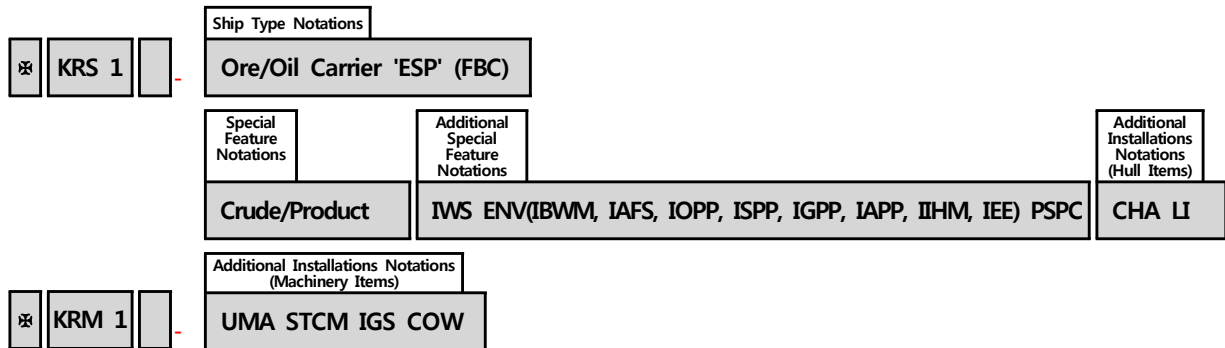 Ship Type Notations
✠ KRS 1 - Ore/Oil Carrier 'ESP' (FBC)
Special
Feature
Notations
Additional
Special
Feature
Notations
Additional
Installations
Notations
(Hull Items)
Crude/Product IWS ENV(IBWM, IAFS, IOPP, ISPP, IGPP, IAPP, IIHM, IEE) PSPC CHA LI
Additional Installations Notations
(Machinery Items)
✠ KRM 1 - UMA STCM IGS COW